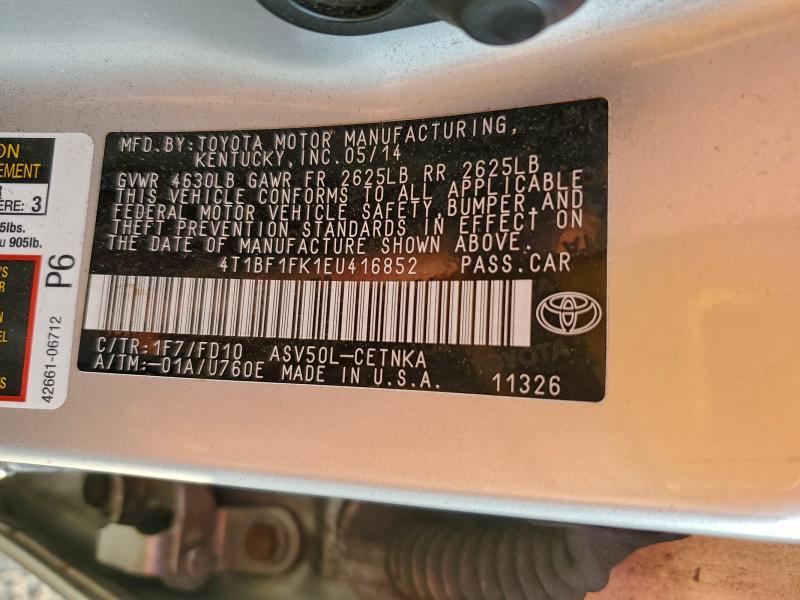 MFD. BY: TOYOTA MOTOR MANUFACTURING,
KENTUCKY, INC. 05/14
GVWR 4630LB GAWR FR 2625LB RR 2625LB
THIS VEHICLE CONFORMS TO ALL APPLICABLE
FEDERAL MOTOR VEHICLE SAFETY, BUMPER, AND
THEFT PREVENTION STANDARDS IN EFFECT ON
THE DATE OF MANUFACTURE SHOWN ABOVE.
4T1BF1FK1EU416852 PASS.CAR
C/TR: 1F7/FD10 ASV50L-CETNKA
A/TM:-01A/U760E MADE IN U.S.A. 11326
TOYOTA
ON
EMENT
R
ERE: 3
5lbs.
u 905lb.
P6
42661-06712
'S
R
N
EL
S